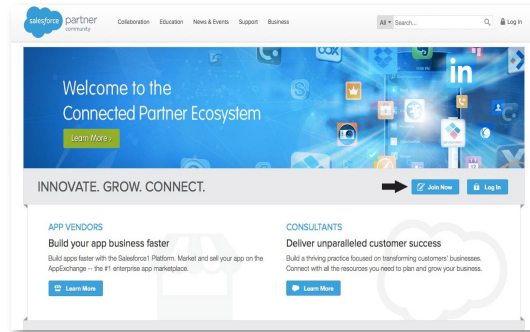 salesforce partner
community
Collaboration Education News & Events Support Business
All Search... Log In
Welcome to the
Connected Partner Ecosystem
Learn More ›
box
in
INNOVATE. GROW. CONNECT.
Join Now Log In
APP VENDORS
Build your app business faster
Build apps faster with the Salesforce1 Platform. Market and sell your app on the
AppExchange -- the #1 enterprise app marketplace.
Learn More
CONSULTANTS
Deliver unparalleled customer success
Build a thriving practice focused on transforming customers' businesses.
Connect with all the resources you need to plan and grow your business.
Learn More